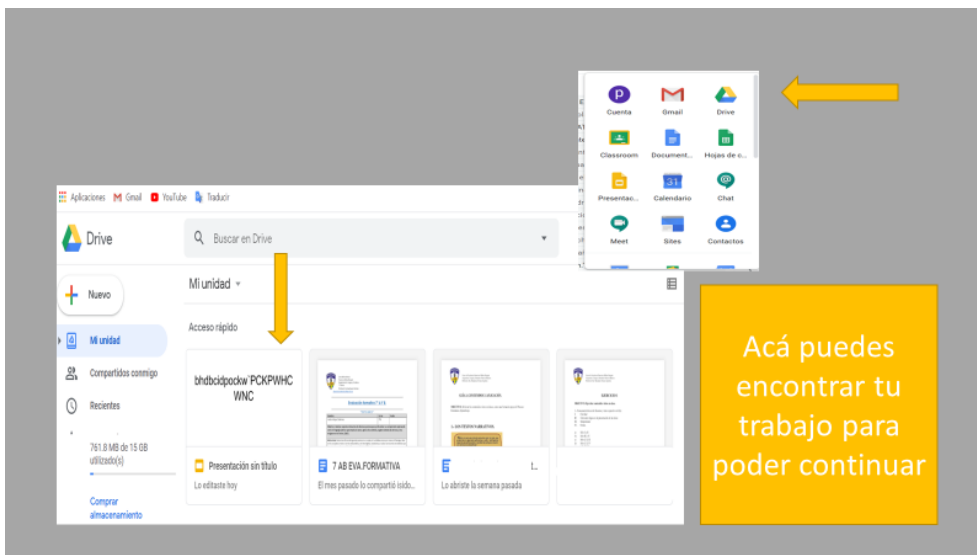 Cuenta Gmail Drive
Classroom Document... Hojas de c...
Presentac... Calendario Chat
Meet Sites Contactos
Aplicaciones Gmail YouTube Traducir
Drive
Buscar en Drive
Nuevo
Mi unidad
Compartidos conmigo
Recientes
761.8 MB de 15 GB
utilizado(s)
Comprar
almacenamiento
Mi unidad
Acceso rápido
bhdbcidpockw`PCKPWHC
WNC
Presentación sin título
Lo editaste hoy
7 AB EVA.FORMATIVA
El mes pasado lo compartió isido...
Lo abriste la semana pasada
Acá puedes
encontrar tu
trabajo para
poder continuar